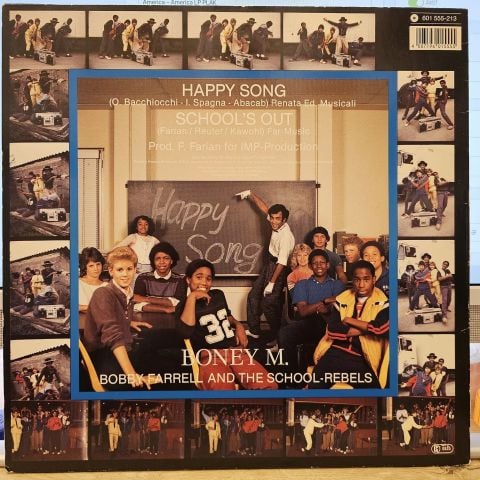 America - America LP PLAK
601 555-213
HAPPY SONG
(O. Bacchiocchi - I. Spagna - Abacab) Renata Ed. Musicali
SCHOOL'S OUT
(Farian / Reuter / Kawohl) Far Music
Prod. F. Farian for IMP-Production
Happy
Song
32
BONEY M.
BOBBY FARRELL AND THE SCHOOL-REBELS